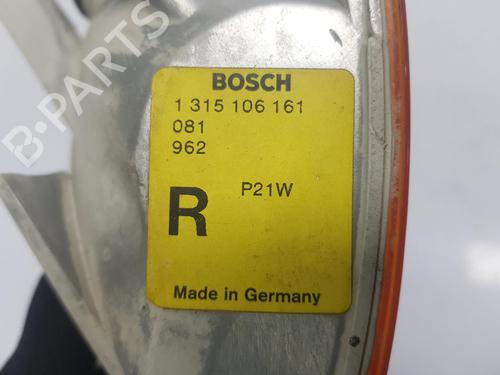 BOSCH
1 315 106 161
081
962
R P21W
Made in Germany
B-PARTS